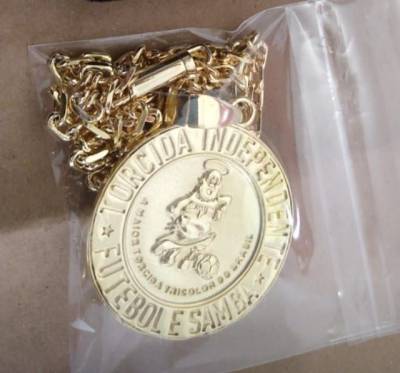 TORCIDA INDEPENDENTE
A MAIOR TORCIDA TRICOLOR DO BRASIL
FUTEBOL E SAMBA